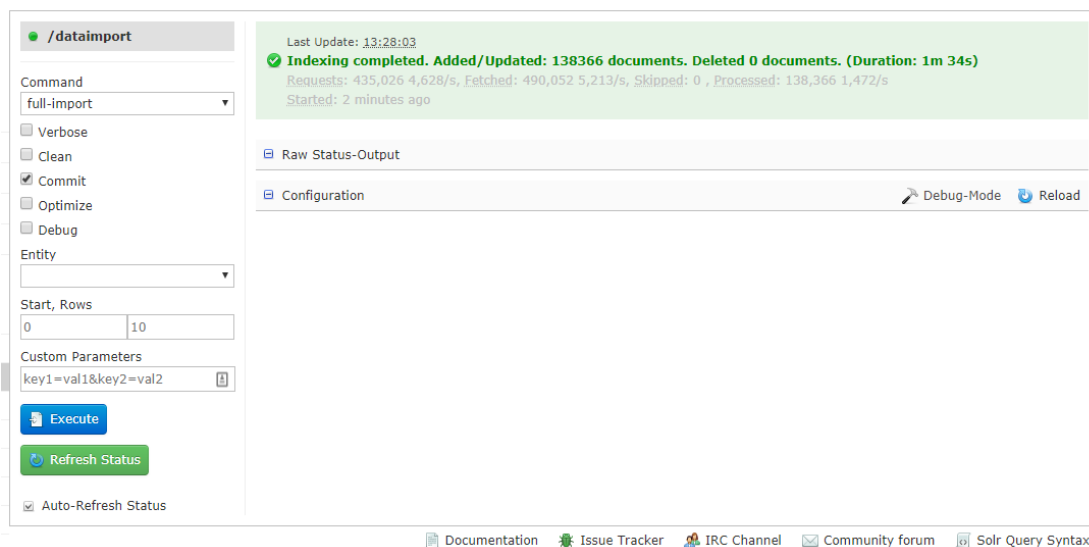 /dataimport
Command
full-import
Verbose
Clean
Commit
Optimize
Debug
Entity
Start, Rows
0 10
Custom Parameters
key1=val1&key2=val2
Execute
Refresh Status
Auto-Refresh Status
Last Update: 13:28:03
Indexing completed. Added/Updated: 138366 documents. Deleted 0 documents. (Duration: 1m 34s)
Requests: 435,026 4,628/s, Fetched: 490,052 5,213/s, Skipped: 0 , Processed: 138,366 1,472/s
Started: 2 minutes ago
Raw Status-Output
Configuration Debug-Mode Reload
Documentation Issue Tracker IRC Channel Community forum Solr Query Syntax